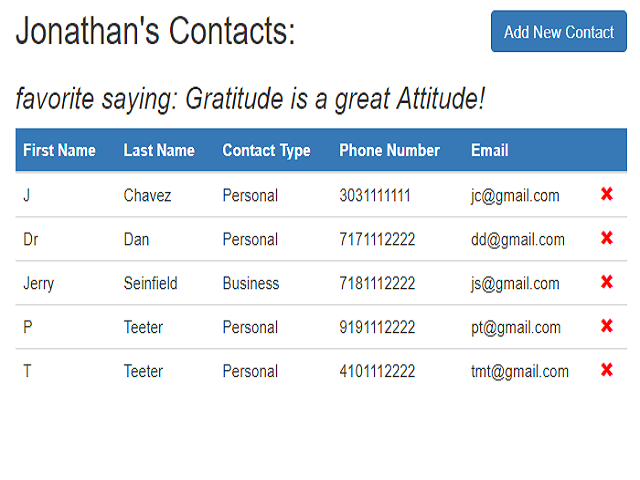 Jonathan's Contacts:
Add New Contact
favorite saying: Gratitude is a great Attitude!
First Name Last Name Contact Type Phone Number Email
J Chavez Personal 3031111111 jc@gmail.com
Dr Dan Personal 7171112222 dd@gmail.com
Jerry Seinfield Business 7181112222 js@gmail.com
P Teeter Personal 9191112222 pt@gmail.com
T Teeter Personal 4101112222 tmt@gmail.com